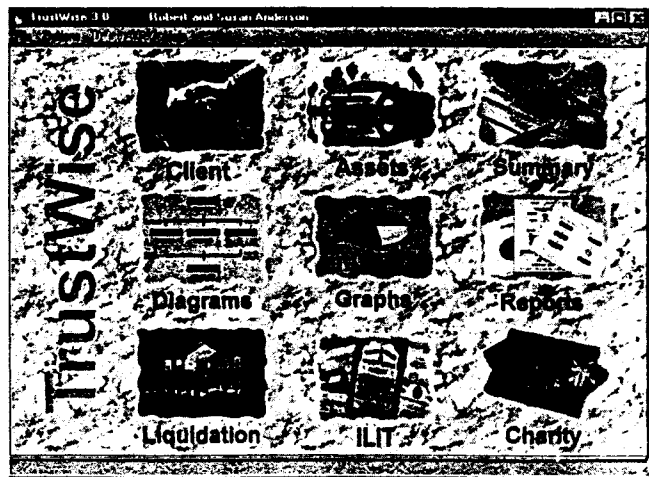 TrustWise 3.0 Robert and Susan Anderson
TrustWise
Client Assets Summary
Diagrams Graphs Reports
Liquidation ILIT Charity